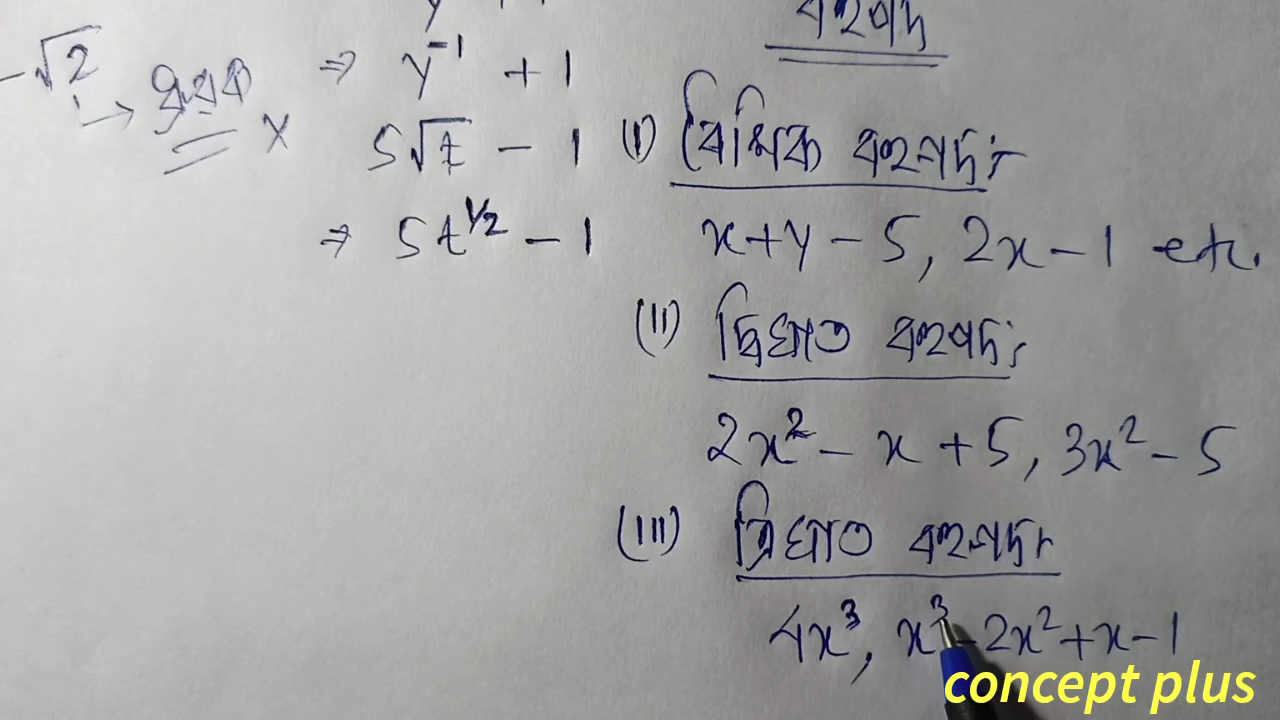 বহুপদ
-√2 → ধ্রুবক ×
⇒ y⁻¹ + 1
5√t - 1
⇒ 5t^1/2 - 1
(I) ৰৈখিক বহুপদঃ-
x+y-5, 2x-1 etc.
(II) দ্বিঘাত বহুপদঃ
2x²-x+5, 3x²-5
(III) ত্ৰিঘাত বহুপদঃ
4x³, x³-2x²+x-1
concept plus